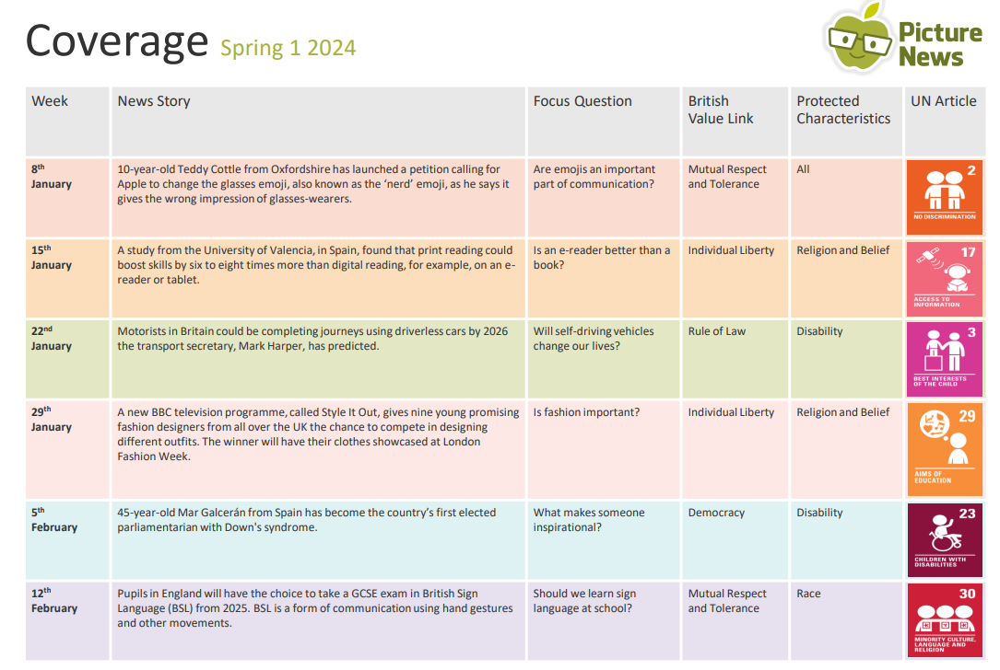 Coverage Spring 1 2024
Picture
News
Week
News Story
Focus Question
British
Value Link
Protected
Characteristics
UN Article
8th
January
10-year-old Teddy Cottle from Oxfordshire has launched a petition calling for
Apple to change the glasses emoji, also known as the ‘nerd’ emoji, as he says it
gives the wrong impression of glasses-wearers.
Are emojis an important
part of communication?
Mutual Respect
and Tolerance
All
2
NO DISCRIMINATION
15th
January
A study from the University of Valencia, in Spain, found that print reading could
boost skills by six to eight times more than digital reading, for example, on an e-
reader or tablet.
Is an e-reader better than a
book?
Individual Liberty
Religion and Belief
17
ACCESS TO
INFORMATION
22nd
January
Motorists in Britain could be completing journeys using driverless cars by 2026
the transport secretary, Mark Harper, has predicted.
Will self-driving vehicles
change our lives?
Rule of Law
Disability
3
BEST INTERESTS
OF THE CHILD
29th
January
A new BBC television programme, called Style It Out, gives nine young promising
fashion designers from all over the UK the chance to compete in designing
different outfits. The winner will have their clothes showcased at London
Fashion Week.
Is fashion important?
Individual Liberty
Religion and Belief
29
AIMS OF
EDUCATION
5th
February
45-year-old Mar Galcerán from Spain has become the country’s first elected
parliamentarian with Down's syndrome.
What makes someone
inspirational?
Democracy
Disability
23
CHILDREN WITH
DISABILITIES
12th
February
Pupils in England will have the choice to take a GCSE exam in British Sign
Language (BSL) from 2025. BSL is a form of communication using hand gestures
and other movements.
Should we learn sign
language at school?
Mutual Respect
and Tolerance
Race
30
MINORITY CULTURE,
LANGUAGE AND
RELIGION